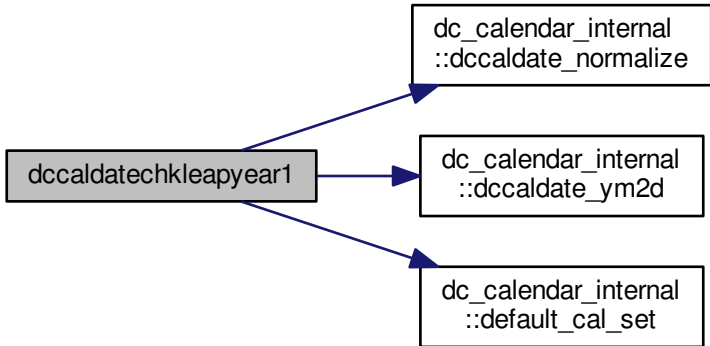 dc_calendar_internal
::dccaldate_normalize
dccaldatechkleapyear1
dc_calendar_internal
::dccaldate_ym2d
dc_calendar_internal
::default_cal_set